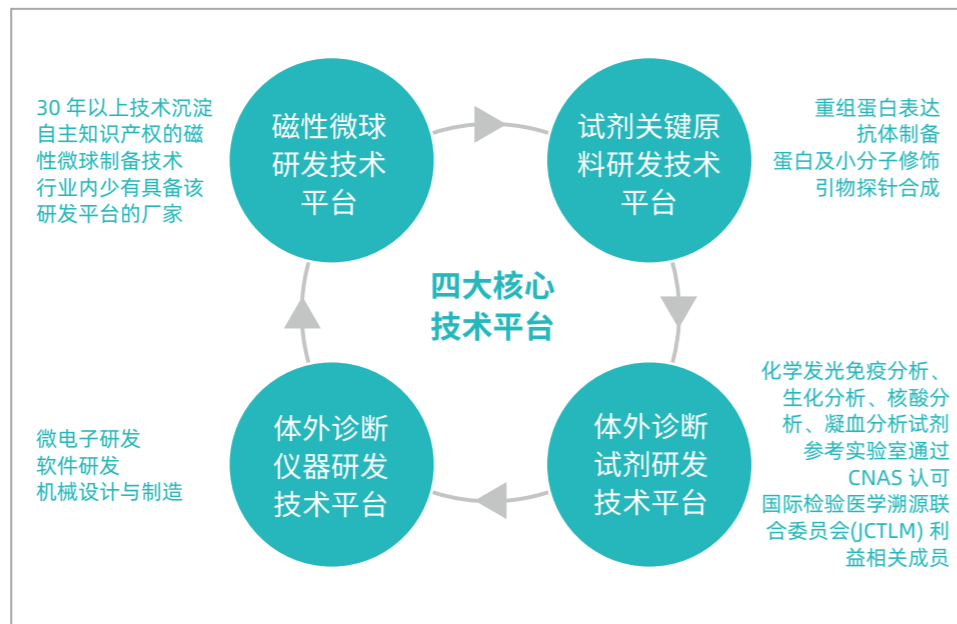 30 年以上技术沉淀
自主知识产权的磁
性微球制备技术
行业内少有具备该
研发平台的厂家
磁性微球
研发技术
平台
试剂关键原
料研发技术
平台
重组蛋白表达
抗体制备
蛋白及小分子修饰
引物探针合成
四大核心
技术平台
微电子研发
软件研发
机械设计与制造
体外诊断
仪器研发
技术平台
体外诊断
试剂研发
技术平台
化学发光免疫分析、
生化分析、核酸分
析、凝血分析试剂
参考实验室通过
CNAS 认可
国际检验医学溯源联
合委员会(JCTLM) 利
益相关成员